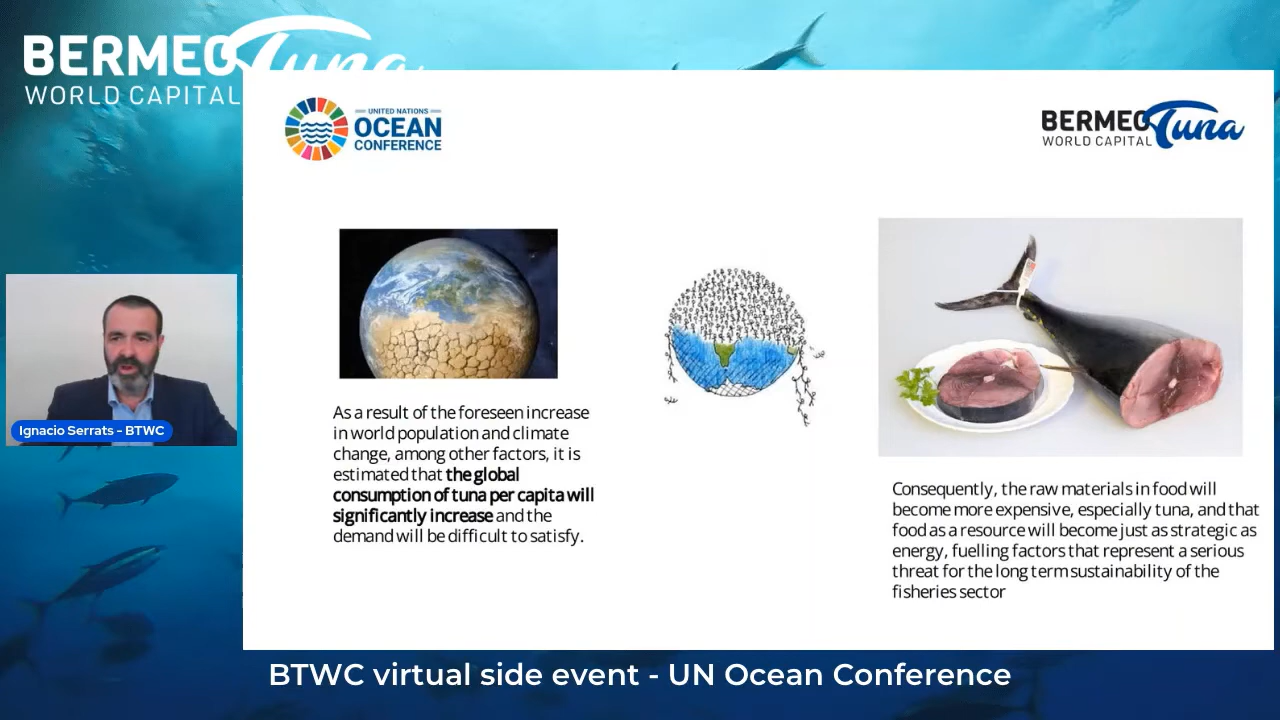 BERMEO Tuna
WORLD CAPITAL
UNITED NATIONS
OCEAN
CONFERENCE
BERMEO Tuna
WORLD CAPITAL
Ignacio Serrats - BTWC
As a result of the foreseen increase
in world population and climate
change, among other factors, it is
estimated that the global
consumption of tuna per capita will
significantly increase and the
demand will be difficult to satisfy.
Consequently, the raw materials in food will
become more expensive, especially tuna, and that
food as a resource will become just as strategic as
energy, fuelling factors that represent a serious
threat for the long term sustainability of the
fisheries sector
BTWC virtual side event - UN Ocean Conference